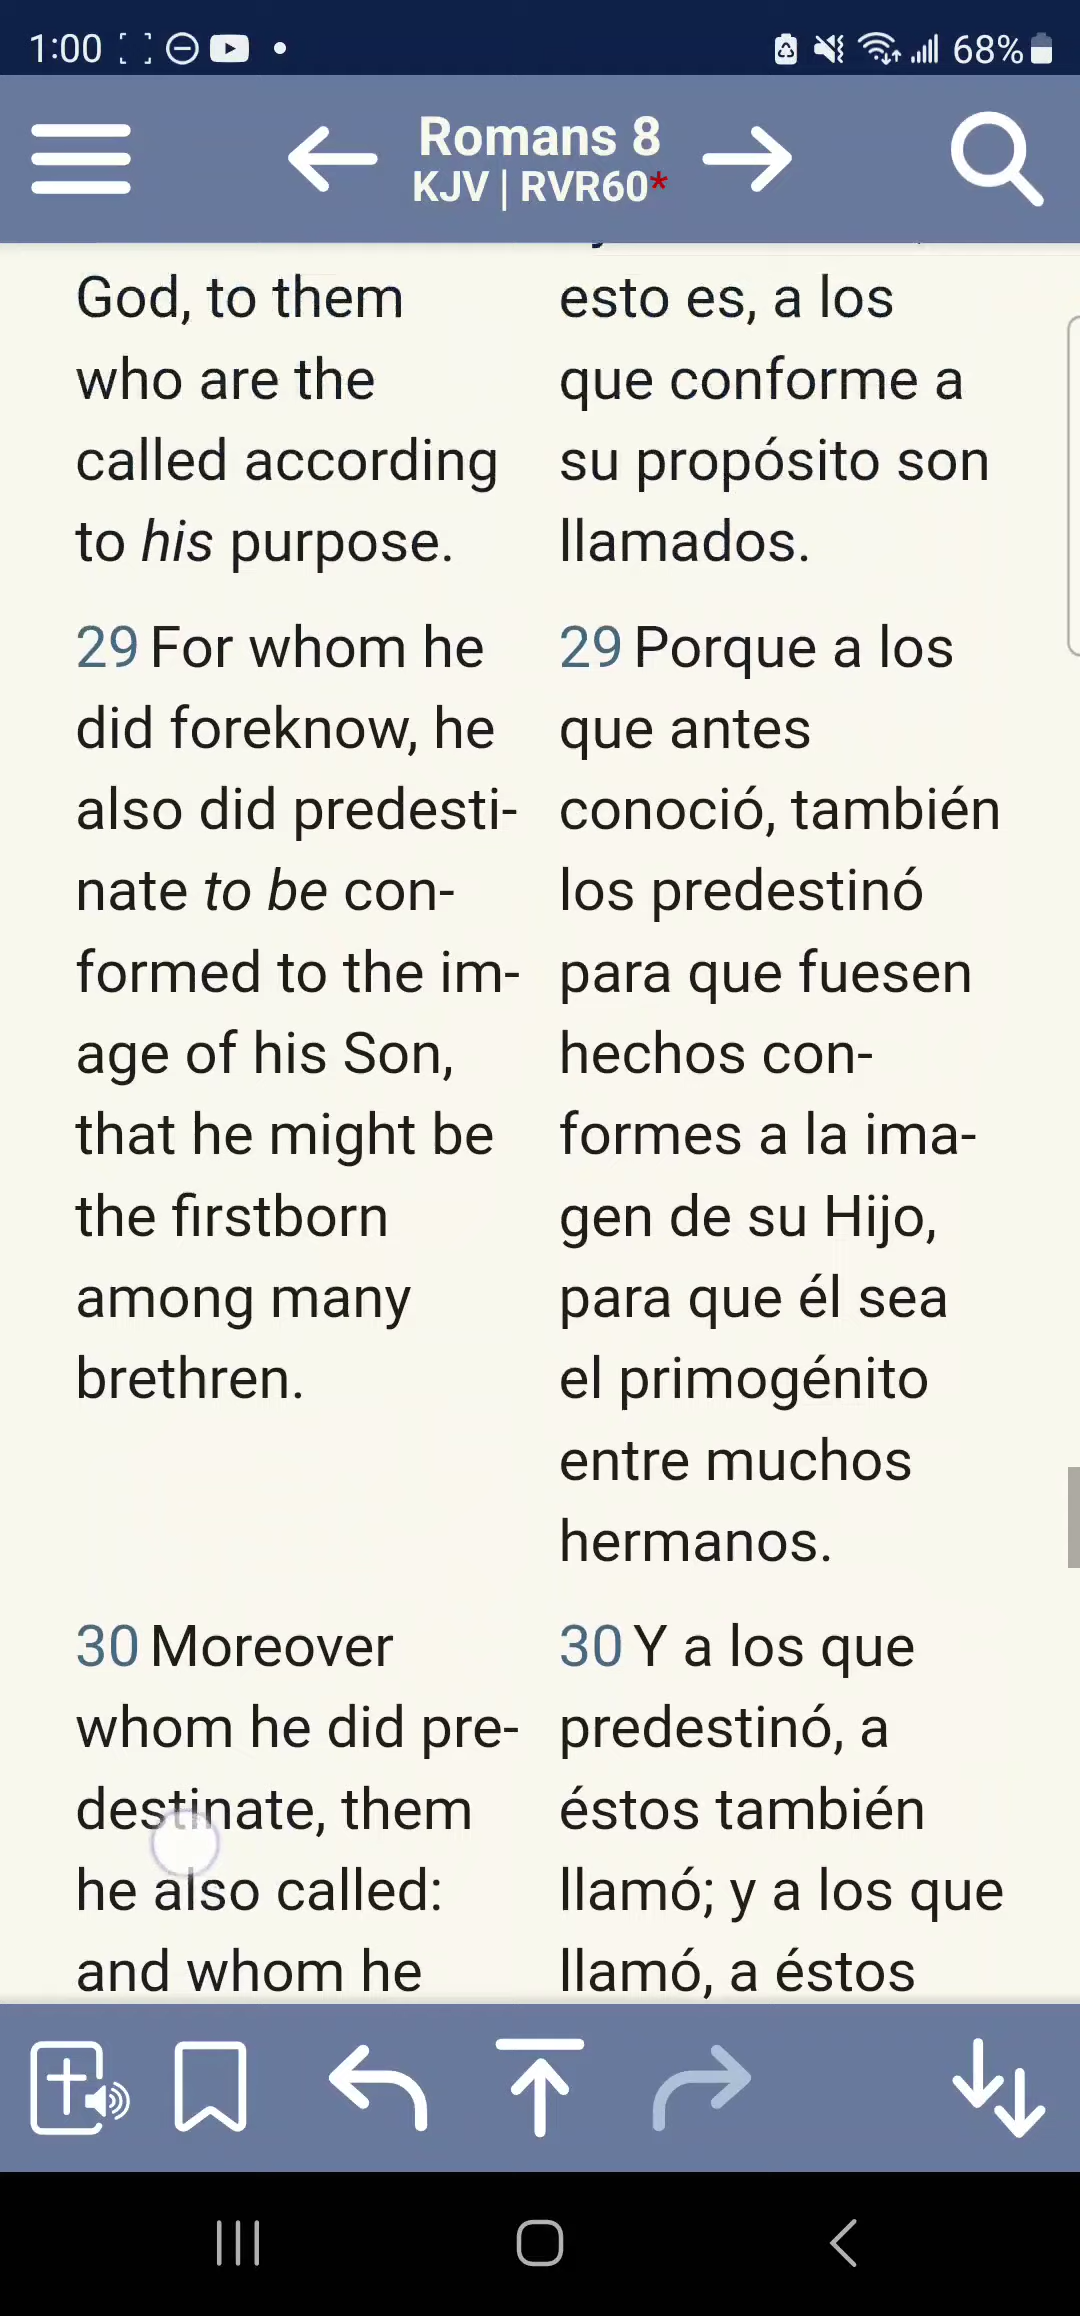 1:00
68%
Romans 8
KJV | RVR60*
God, to them
who are the
called according
to his purpose.
29 For whom he
did foreknow, he
also did predesti-
nate to be con-
formed to the im-
age of his Son,
that he might be
the firstborn
among many
brethren.
30 Moreover
whom he did pre-
destinate, them
he also called:
and whom he
esto es, a los
que conforme a
su propósito son
llamados.
29 Porque a los
que antes
conoció, también
los predestinó
para que fuesen
hechos con-
formes a la ima-
gen de su Hijo,
para que él sea
el primogénito
entre muchos
hermanos.
30 Y a los que
predestinó, a
éstos también
llamó; y a los que
llamó, a éstos